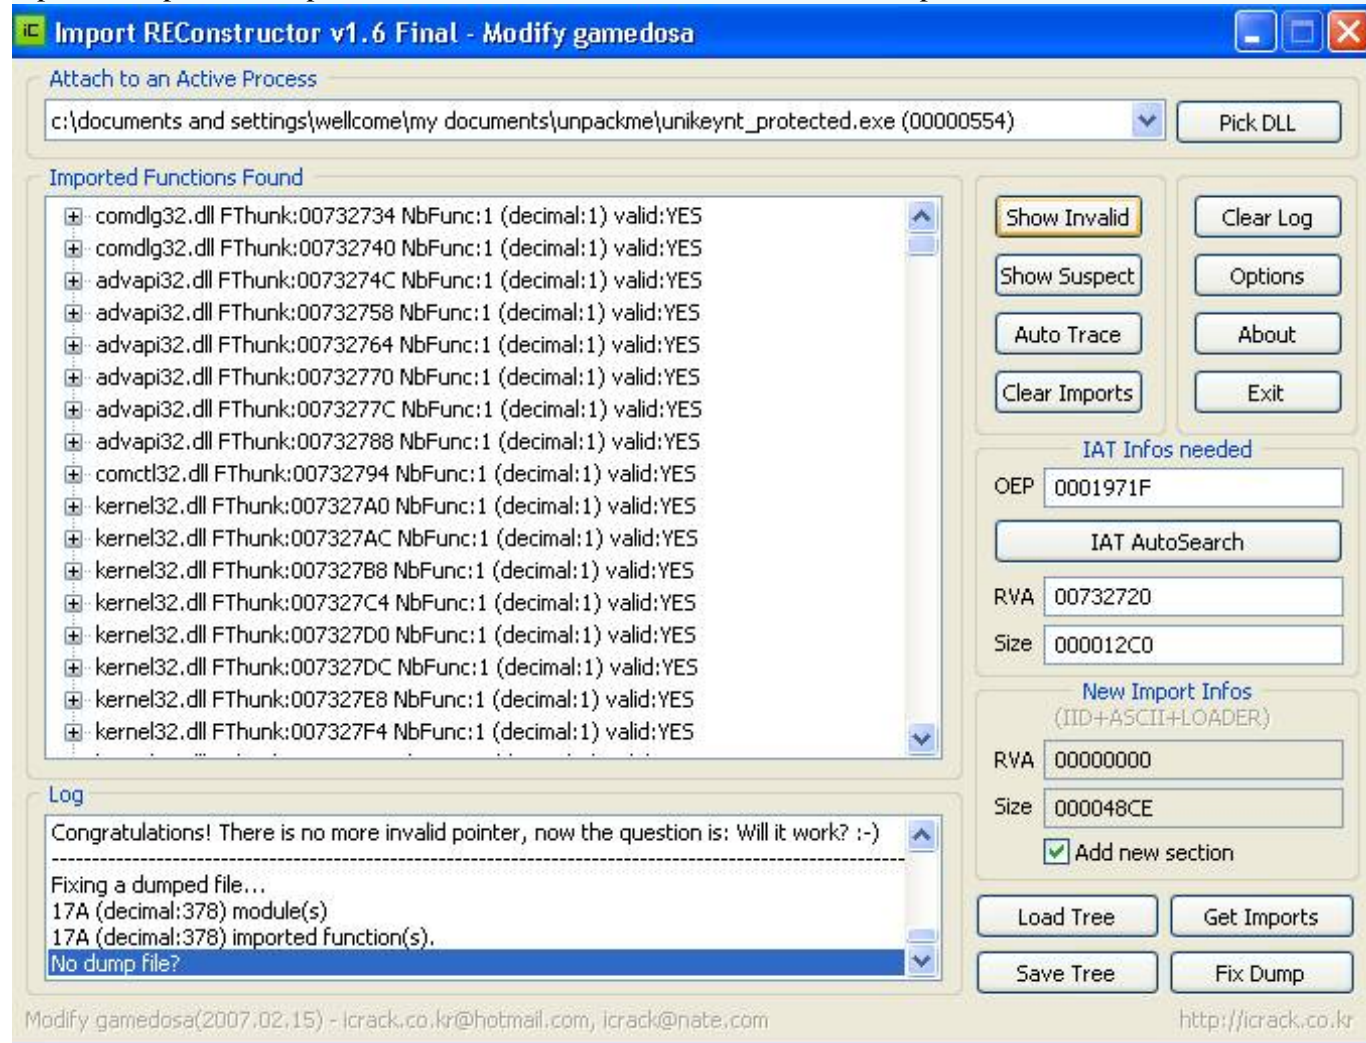 iC Import REConstructor v1.6 Final - Modify gamedosa
Attach to an Active Process
c:\documents and settings\wellcome\my documents\unpackme\unikeynt_protected.exe (00000554)
Pick DLL
Imported Functions Found
comdlg32.dll FThunk:00732734 NbFunc:1 (decimal:1) valid:YES
comdlg32.dll FThunk:00732740 NbFunc:1 (decimal:1) valid:YES
advapi32.dll FThunk:0073274C NbFunc:1 (decimal:1) valid:YES
advapi32.dll FThunk:00732758 NbFunc:1 (decimal:1) valid:YES
advapi32.dll FThunk:00732764 NbFunc:1 (decimal:1) valid:YES
advapi32.dll FThunk:00732770 NbFunc:1 (decimal:1) valid:YES
advapi32.dll FThunk:0073277C NbFunc:1 (decimal:1) valid:YES
advapi32.dll FThunk:00732788 NbFunc:1 (decimal:1) valid:YES
comctl32.dll FThunk:00732794 NbFunc:1 (decimal:1) valid:YES
kernel32.dll FThunk:007327A0 NbFunc:1 (decimal:1) valid:YES
kernel32.dll FThunk:007327AC NbFunc:1 (decimal:1) valid:YES
kernel32.dll FThunk:007327B8 NbFunc:1 (decimal:1) valid:YES
kernel32.dll FThunk:007327C4 NbFunc:1 (decimal:1) valid:YES
kernel32.dll FThunk:007327D0 NbFunc:1 (decimal:1) valid:YES
kernel32.dll FThunk:007327DC NbFunc:1 (decimal:1) valid:YES
kernel32.dll FThunk:007327E8 NbFunc:1 (decimal:1) valid:YES
kernel32.dll FThunk:007327F4 NbFunc:1 (decimal:1) valid:YES
Show Invalid
Clear Log
Show Suspect
Options
Auto Trace
About
Clear Imports
Exit
IAT Infos needed
OEP 0001971F
IAT AutoSearch
RVA 00732720
Size 000012C0
New Import Infos
(IID+ASCII+LOADER)
RVA 00000000
Size 000048CE
Add new section
Load Tree
Get Imports
Save Tree
Fix Dump
Log
Congratulations! There is no more invalid pointer, now the question is: Will it work? :-)
-----------------------------------------------------------------------------------------
Fixing a dumped file...
17A (decimal:378) module(s)
17A (decimal:378) imported function(s).
No dump file?
Modify gamedosa(2007.02.15) - icrack.co.kr@hotmail.com, icrack@nate.com
http://icrack.co.kr